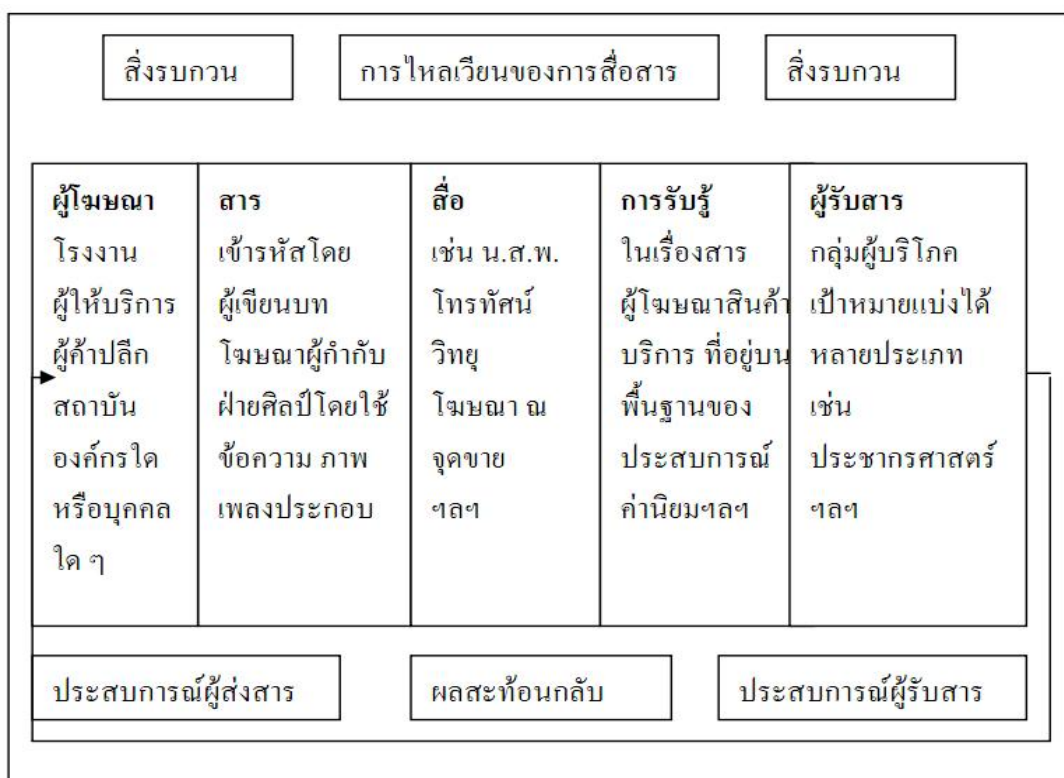 สิ่งรบกวน
การไหลเวียนของการสื่อสาร
สิ่งรบกวน
ผู้โฆษณา
โรงงาน
ผู้ให้บริการ
ผู้ค้าปลีก
สถาบัน
องค์กรใด
หรือบุคคล
ใด ๆ
สาร
เข้ารหัสโดย
ผู้เขียนบท
โฆษณาผู้กำกับ
ฝ่ายศิลป์โดยใช้
ข้อความ ภาพ
เพลงประกอบ
สื่อ
เช่น น.ส.พ.
โทรทัศน์
วิทยุ
โฆษณา ณ
จุดขาย
ฯลฯ
การรับรู้
ในเรื่องสาร
ผู้โฆษณาสินค้า
บริการ ที่อยู่บน
พื้นฐานของ
ประสบการณ์
ค่านิยมฯลฯ
ผู้รับสาร
กลุ่มผู้บริโภค
เป้าหมายแบ่งได้
หลายประเภท
เช่น
ประชากรศาสตร์
ฯลฯ
ประสบการณ์ผู้ส่งสาร
ผลสะท้อนกลับ
ประสบการณ์ผู้รับสาร